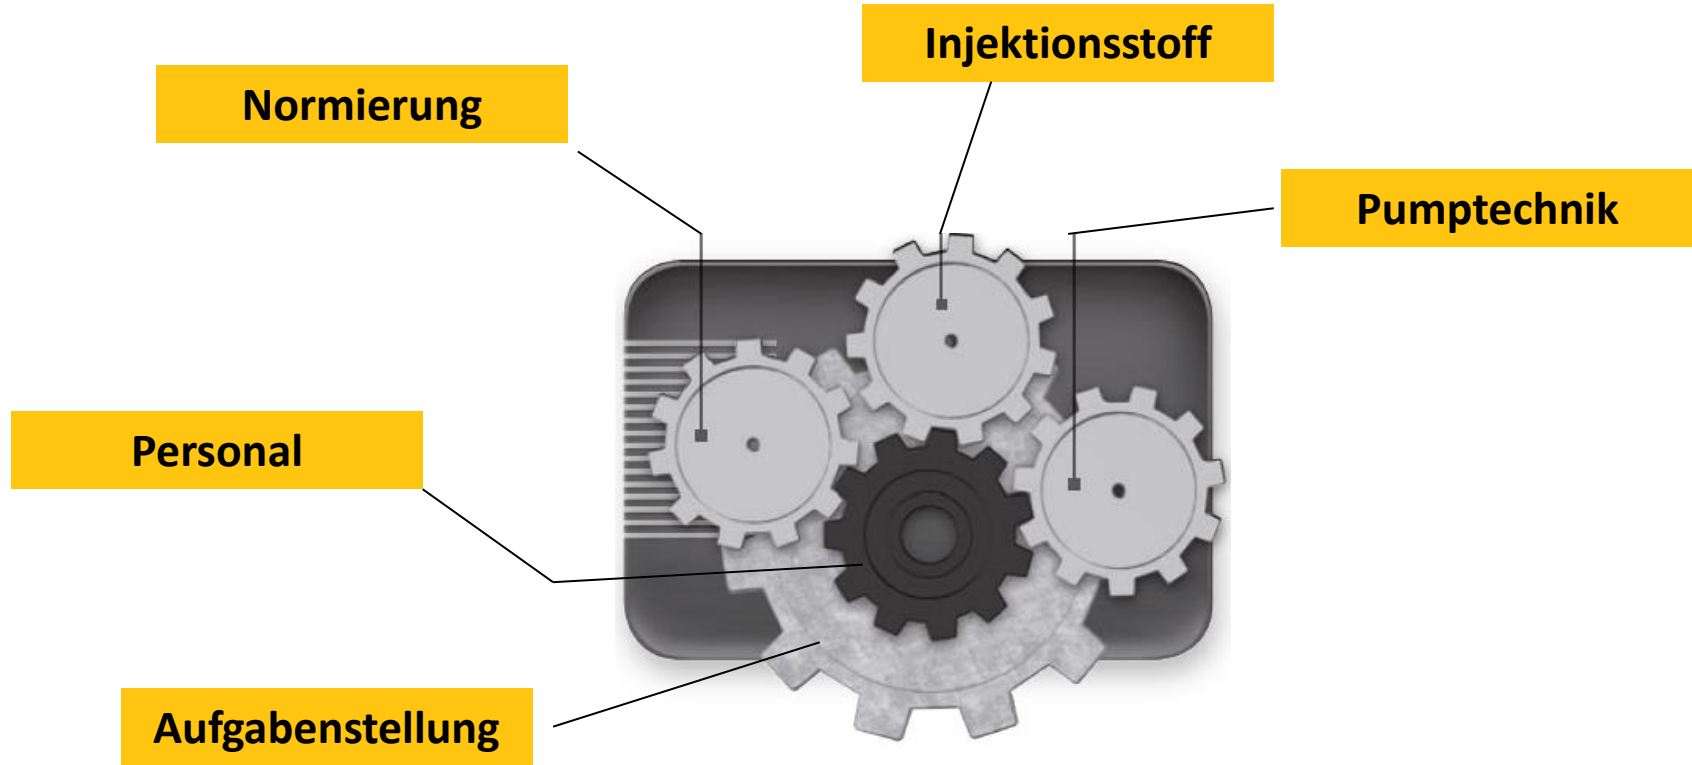 Injektionsstoff
Normierung
Pumptechnik
Personal
Aufgabenstellung